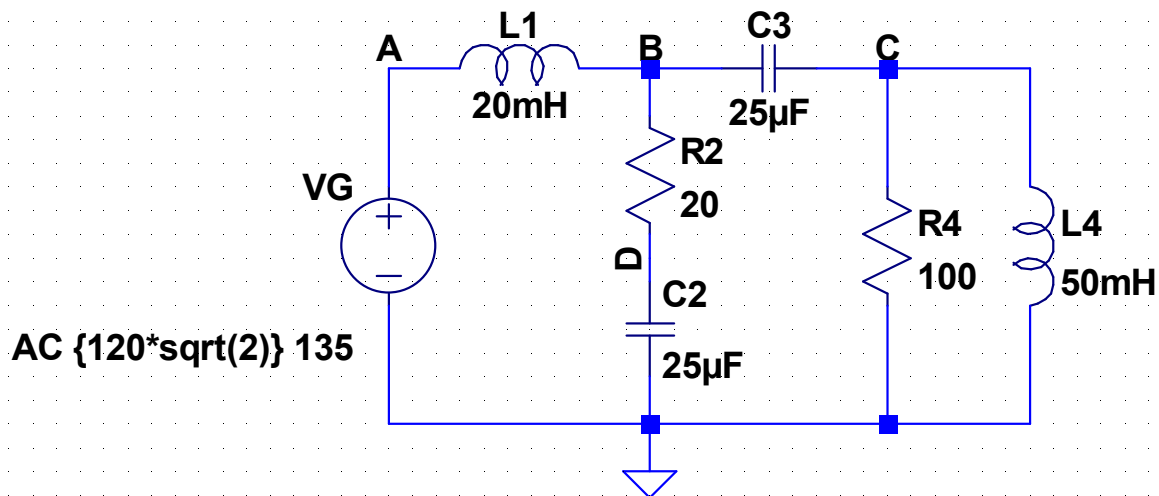 L1
A
B
C3
C
20mH
25µF
R2
20
VG
R4
100
L4
50mH
D
C2
25µF
AC {120*sqrt(2)} 135